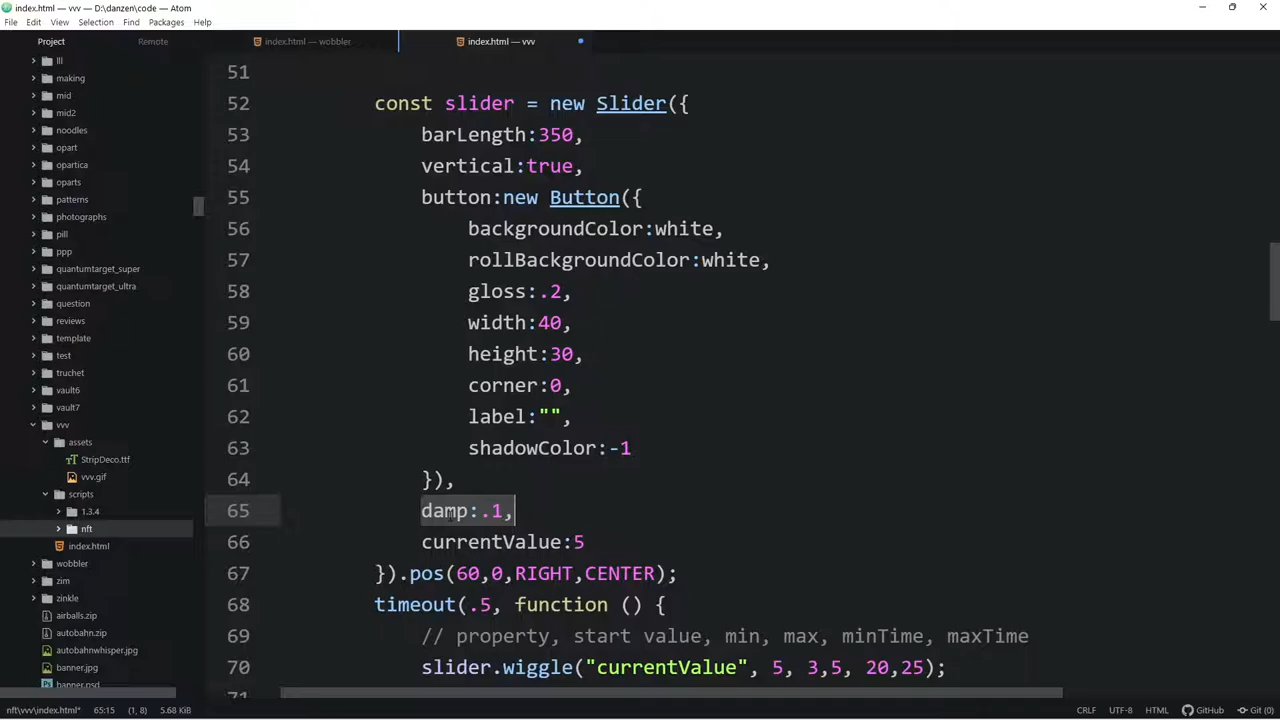 index.html — vvv — D:\danzen\code — Atom
File Edit View Selection Find Packages Help
Project Remote
index.html — wobbler
index.html — vvv
lll
making
mid
mid2
noodles
opart
opartica
oparts
patterns
photographs
pill
ppp
quantumtarget_super
quantumtarget_ultra
question
reviews
template
test
truchet
vault6
vault7
vvv
assets
StripDeco.ttf
vvv.gif
scripts
1.3.4
nft
index.html
wobbler
zim
zinkle
airballs.zip
autobahn.zip
autobahnwhisper.jpg
banner.jpg
banner.psd
51
52 const slider = new Slider({
53 barLength:350,
54 vertical:true,
55 button:new Button({
56 backgroundColor:white,
57 rollBackgroundColor:white,
58 gloss:.2,
59 width:40,
60 height:30,
61 corner:0,
62 label:"",
63 shadowColor:-1
64 }),
65 damp:.1,
66 currentValue:5
67 }).pos(60,0,RIGHT,CENTER);
68 timeout(.5, function () {
69 // property, start value, min, max, minTime, maxTime
70 slider.wiggle("currentValue", 5, 3,5, 20,25);
71
nft\vvv\index.html* 65:15 (1, 8) 5.68 KiB CRLF UTF-8 HTML GitHub Git (0)